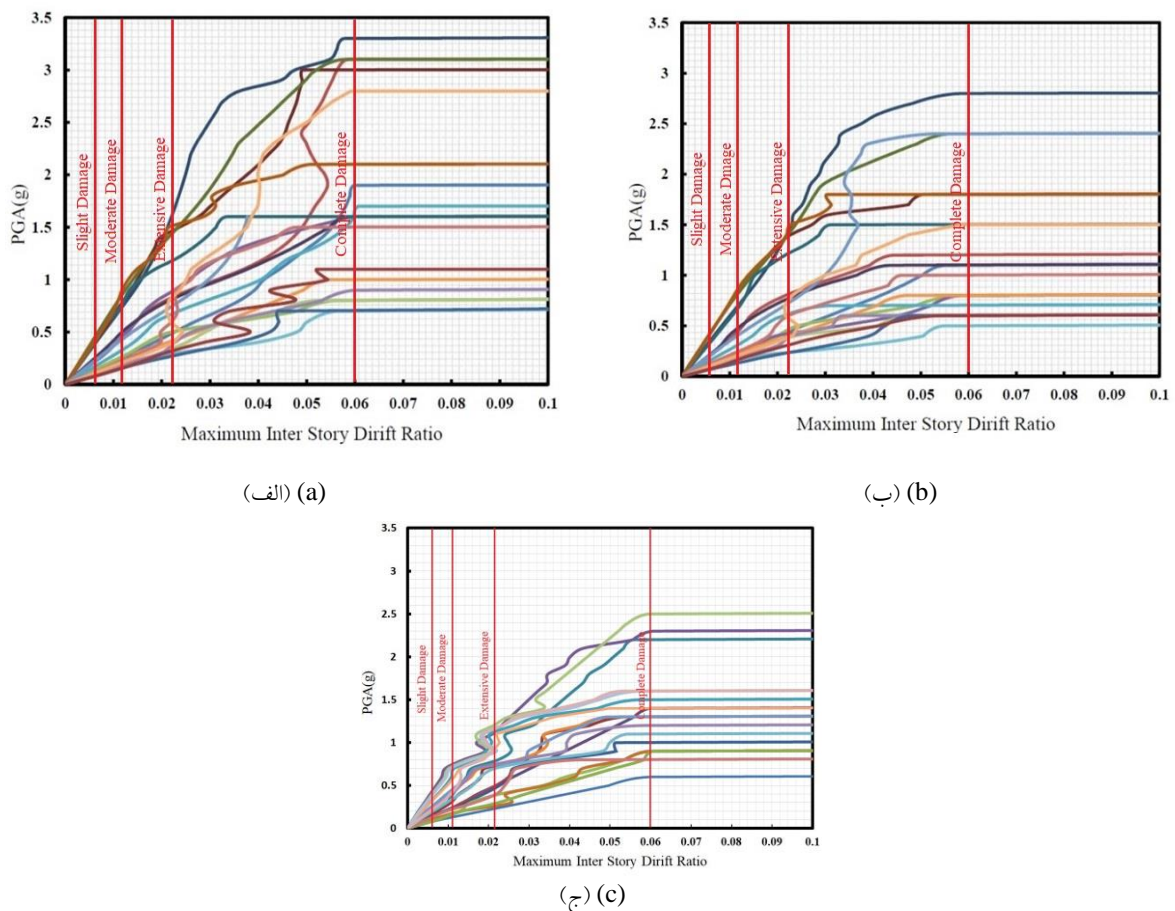 3.5
3
2.5
2
1.5
1
0.5
0
PGA(g)
Slight Damage
Moderate Damage
Extensive Damage
Complete Damage
0 0.01 0.02 0.03 0.04 0.05 0.06 0.07 0.08 0.09 0.1
Maximum Inter Story Dirift Ratio
(a) (الف)
3.5
3
2.5
2
1.5
1
0.5
0
PGA(g)
Slight Damage
Moderate Dmage
Extensive Damage
Complete Damage
0 0.01 0.02 0.03 0.04 0.05 0.06 0.07 0.08 0.09 0.1
Maximum Inter Story Dirift Ratio
(b) (ب)
3.5
3
2.5
2
1.5
1
0.5
0
PGA(g)
Slight Damage
Moderate Damage
Extensive Damage
Complete Damage
0 0.01 0.02 0.03 0.04 0.05 0.06 0.07 0.08 0.09 0.1
Maximum Inter Story Dirift Ratio
(c) (ج)